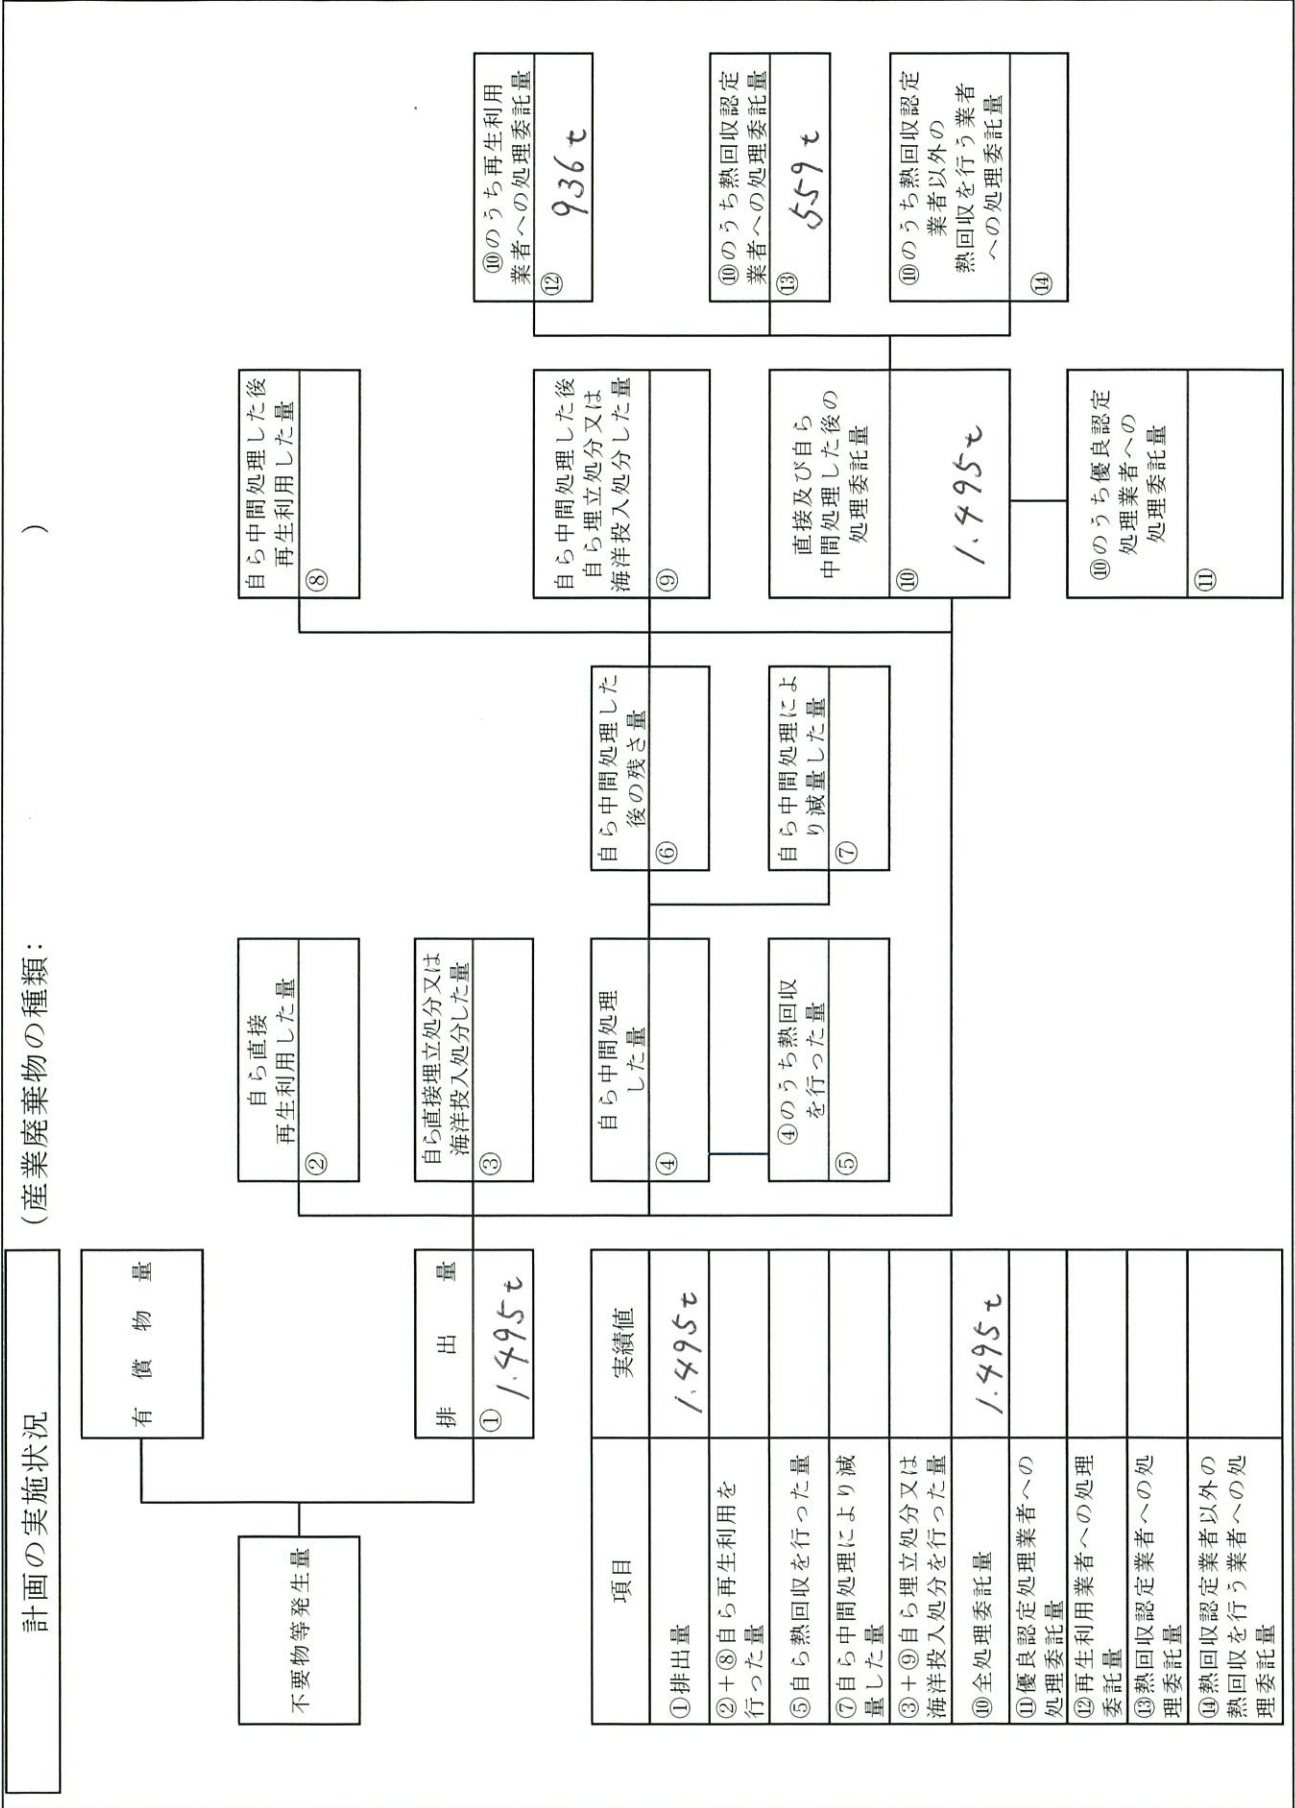 計画の実施状況
(産業廃棄物の種類:
)
不要物等発生量
有償物量
排出量
①
1.495t
自ら直接
再生利用した量
②
自ら直接埋立処分又は
海洋投入処分した量
③
自ら中間処理
した量
④
④のうち熱回収
を行った量
⑤
自ら中間処理した
後の残さ量
⑥
自ら中間処理によ
り減量した量
⑦
自ら中間処理した後
再生利用した量
⑧
自ら中間処理した後
自ら埋立処分又は
海洋投入処分した量
⑨
直接及び自ら
中間処理した後の
処理委託量
⑩
1.495t
⑩のうち優良認定
処理業者への
処理委託量
⑪
⑩のうち再生利用
業者への処理委託量
⑫
936t
⑩のうち熱回収認定
業者への処理委託量
⑬
559t
⑩のうち熱回収認定
業者以外の
熱回収を行う業者
への処理委託量
⑭
項目
実績値
①排出量
1.495t
②+⑧自ら再生利用を
行った量
⑤自ら熱回収を行った量
⑦自ら中間処理により減
量した量
③+⑨自ら埋立処分又は
海洋投入処分を行った量
⑩全処理委託量
1.495t
⑪優良認定処理業者への
処理委託量
⑫再生利用業者への処理
委託量
⑬熱回収認定業者への処
理委託量
⑭熱回収認定業者以外の
熱回収を行う業者への処
理委託量